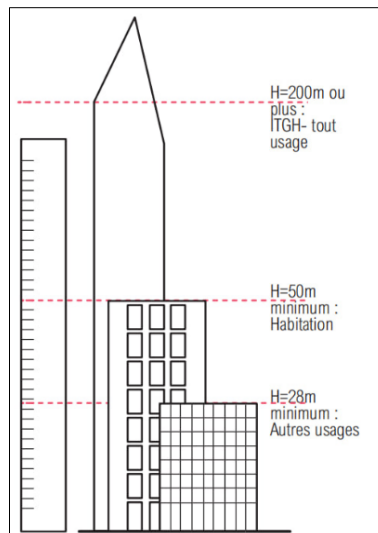 H=200m ou
plus :
ITGH- tout
usage
H=50m
minimum :
Habitation
H=28m
minimum :
Autres usages